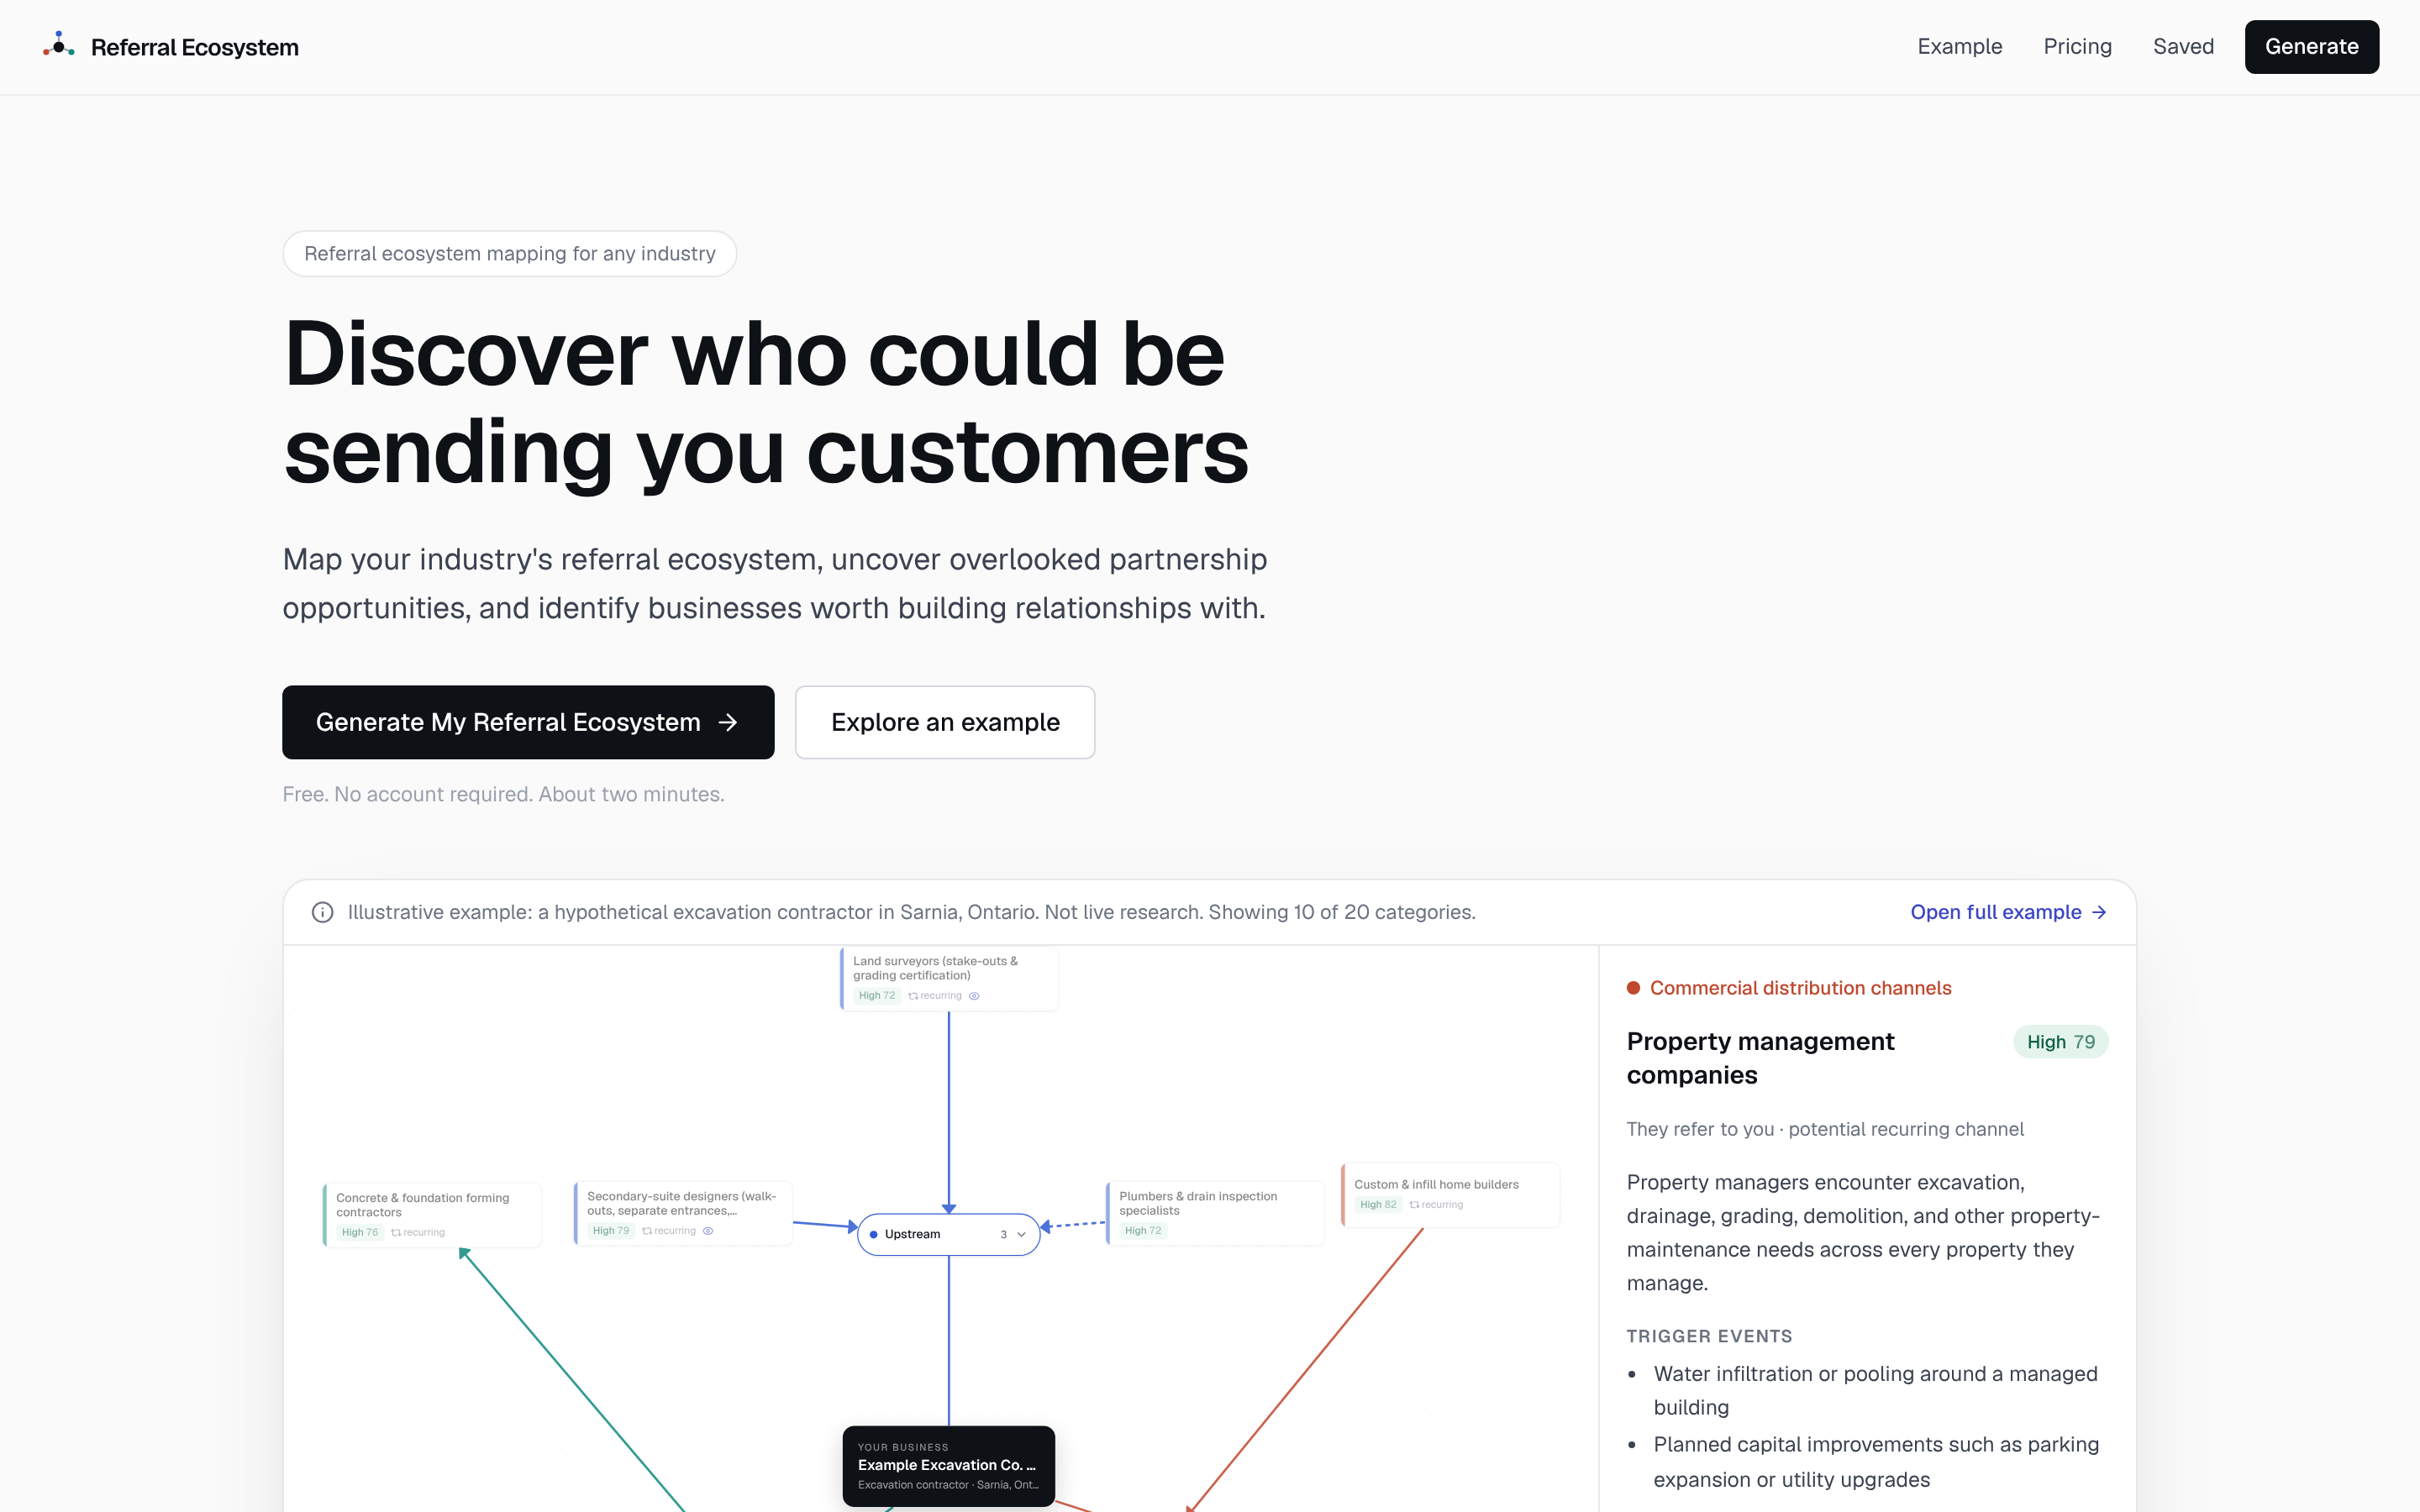 Referral Ecosystem
Example
Pricing
Saved
Generate
Referral ecosystem mapping for any industry
Discover who could be
sending you customers
Map your industry's referral ecosystem, uncover overlooked partnership
opportunities, and identify businesses worth building relationships with.
Generate My Referral Ecosystem →
Explore an example
Free. No account required. About two minutes.
Illustrative example: a hypothetical excavation contractor in Sarnia, Ontario. Not live research. Showing 10 of 20 categories.
Open full example →
Land surveyors (stake-outs &
grading certification)
High 72 recurring
Concrete & foundation forming
contractors
High 76 recurring
Secondary-suite designers (walk-
outs, separate entrances,...
High 79 recurring
Upstream 3
Plumbers & drain inspection
specialists
High 72
Custom & infill home builders
High 82 recurring
YOUR BUSINESS
Example Excavation Co. ...
Excavation contractor · Sarnia, Ont...
Commercial distribution channels
Property management
companies
High 79
They refer to you · potential recurring channel
Property managers encounter excavation,
drainage, grading, demolition, and other property-
maintenance needs across every property they
manage.
TRIGGER EVENTS
• Water infiltration or pooling around a managed
building
• Planned capital improvements such as parking
expansion or utility upgrades